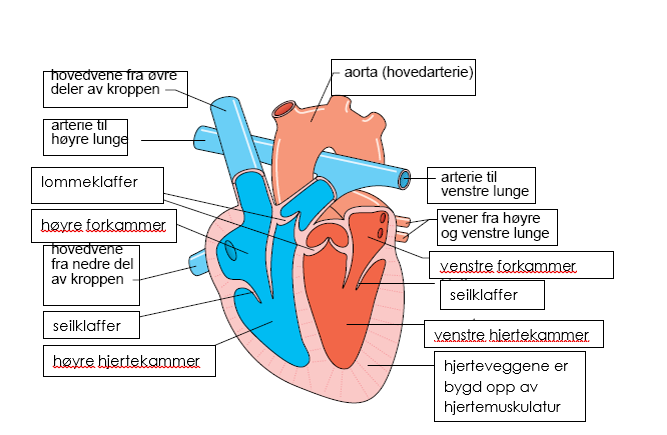 hovedvene fra øvre
deler av kroppen
arterie til
høyre lunge
lommeklaffer
høyre forkammer
hovedvene
fra nedre del
av kroppen
seilklaffer
høyre hjertekammer
aorta (hovedarterie)
arterie til
venstre lunge
vener fra høyre
og venstre lunge
venstre forkammer
seilklaffer
venstre hjertekammer
hjerteveggene er
bygd opp av
hjertemuskulatur